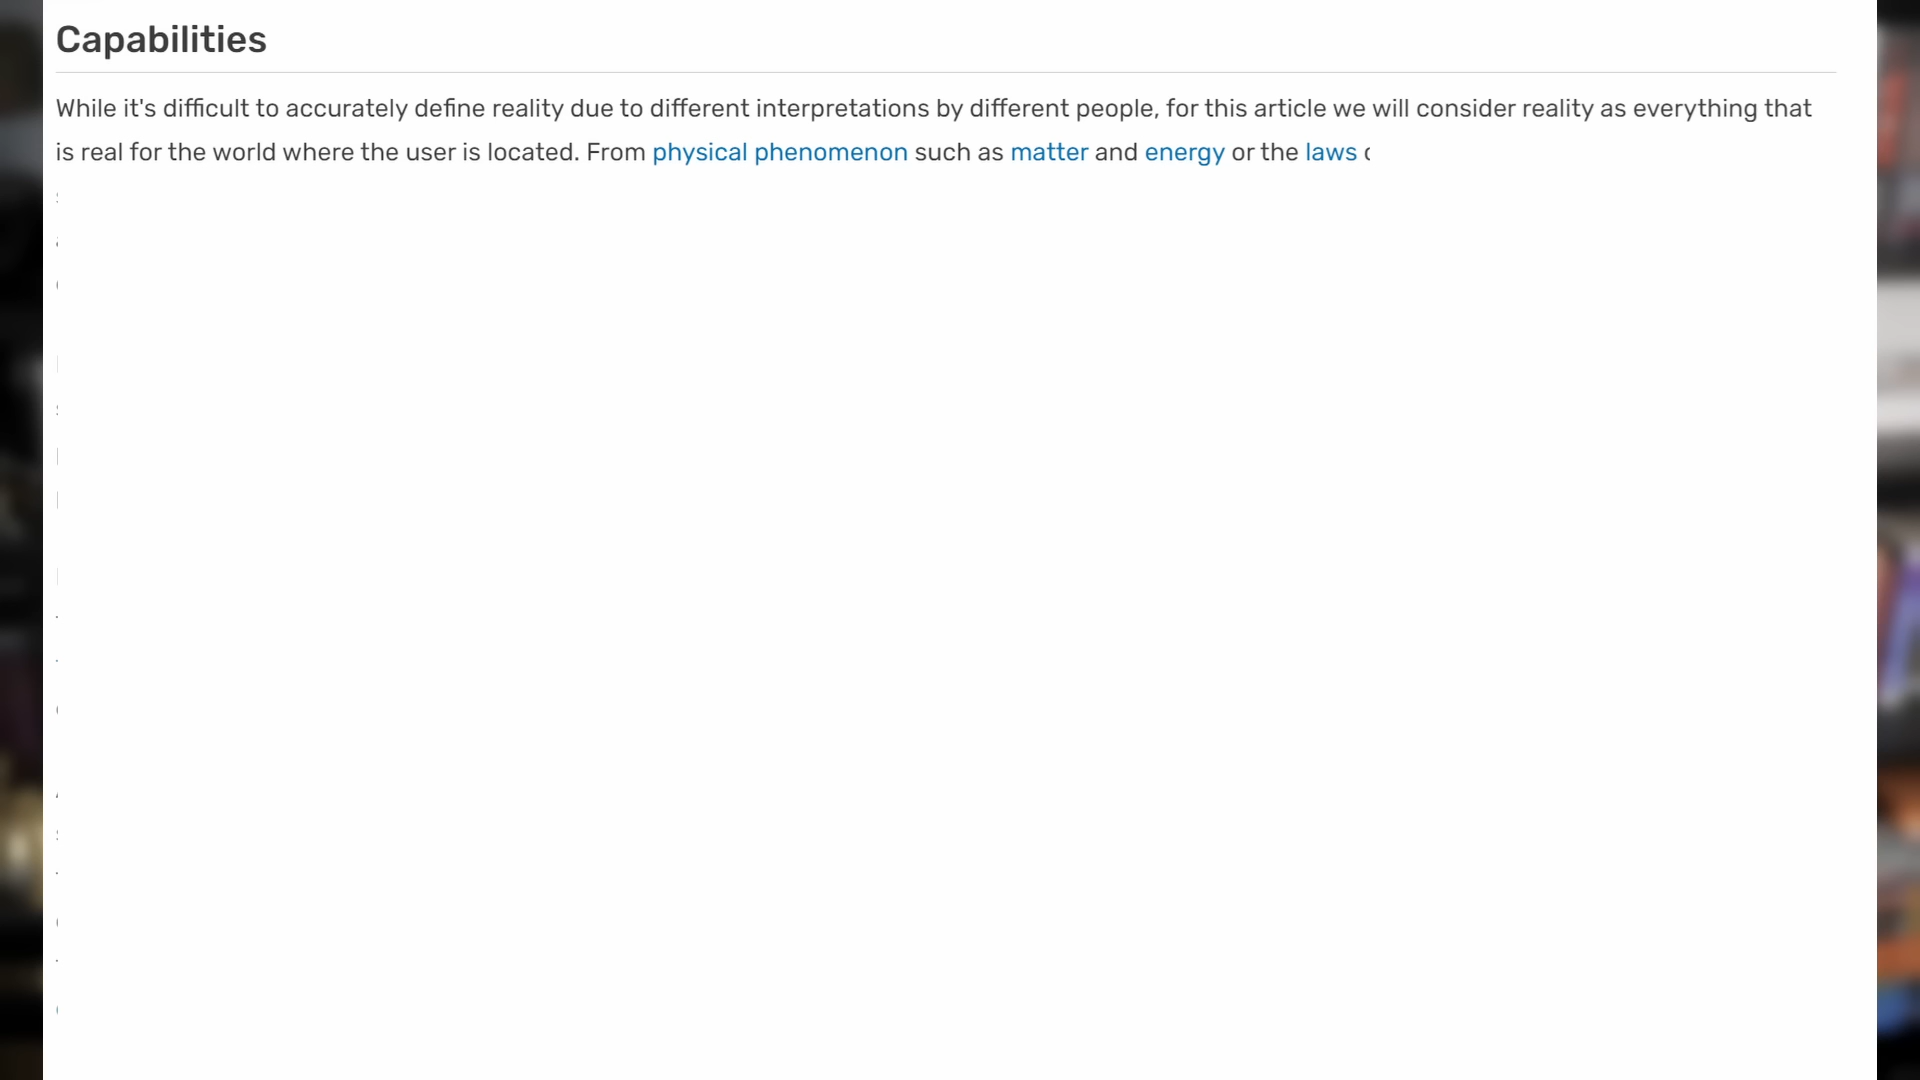 Capabilities
While it's difficult to accurately define reality due to different interpretations by different people, for this article we will consider reality as everything that
is real for the world where the user is located. From physical phenomenon such as matter and energy or the laws